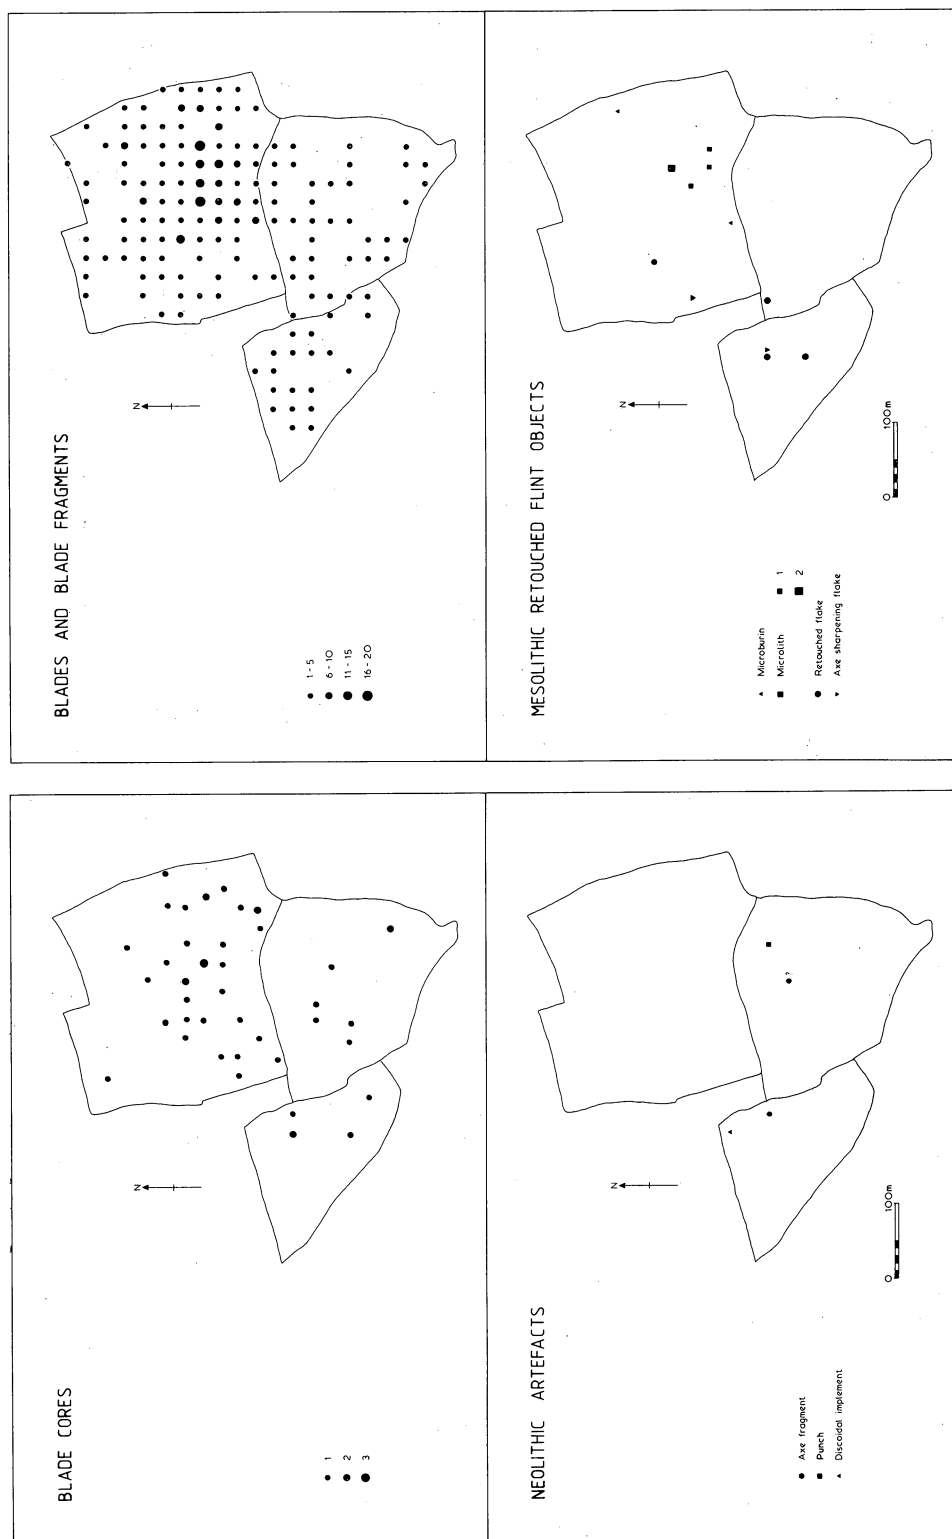 BLADES AND BLADE FRAGMENTS
N
1 - 5
6 - 10
11 - 15
16 - 20
MESOLITHIC RETOUCHED FLINT OBJECTS
N
Microburin
Microlith 1
2
Retouched flake
Axe sharpening flake
0 100m
BLADE CORES
N
1
2
3
NEOLITHIC ARTEFACTS
N
?
Axe fragment
Punch
Discoidal implement
0 100m